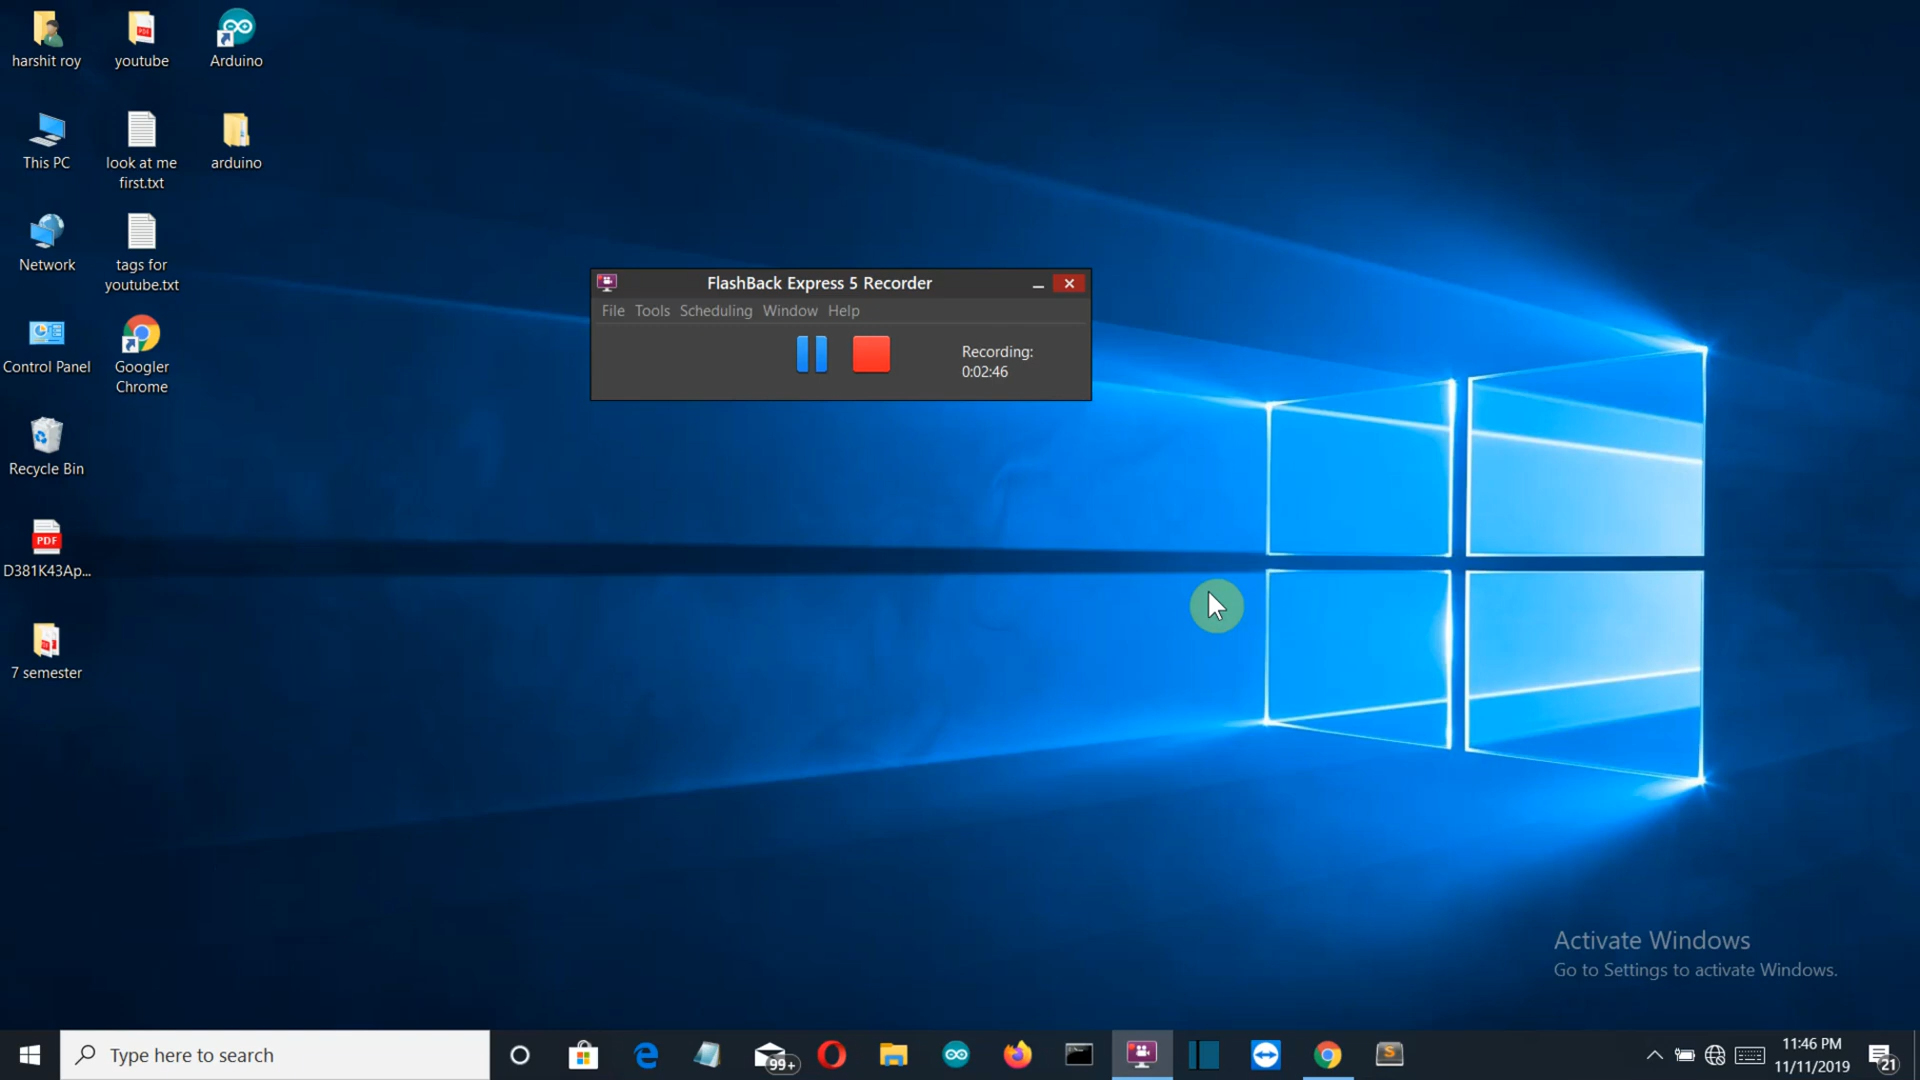 harshit roy
youtube
Arduino
This PC
look at me
first.txt
arduino
Network
tags for
youtube.txt
Control Panel
Googler
Chrome
Recycle Bin
PDF
D381K43Ap...
7 semester
FlashBack Express 5 Recorder
File Tools Scheduling Window Help
Recording:
0:02:46
Activate Windows
Go to Settings to activate Windows.
Type here to search
99+
11:46 PM
11/11/2019
21